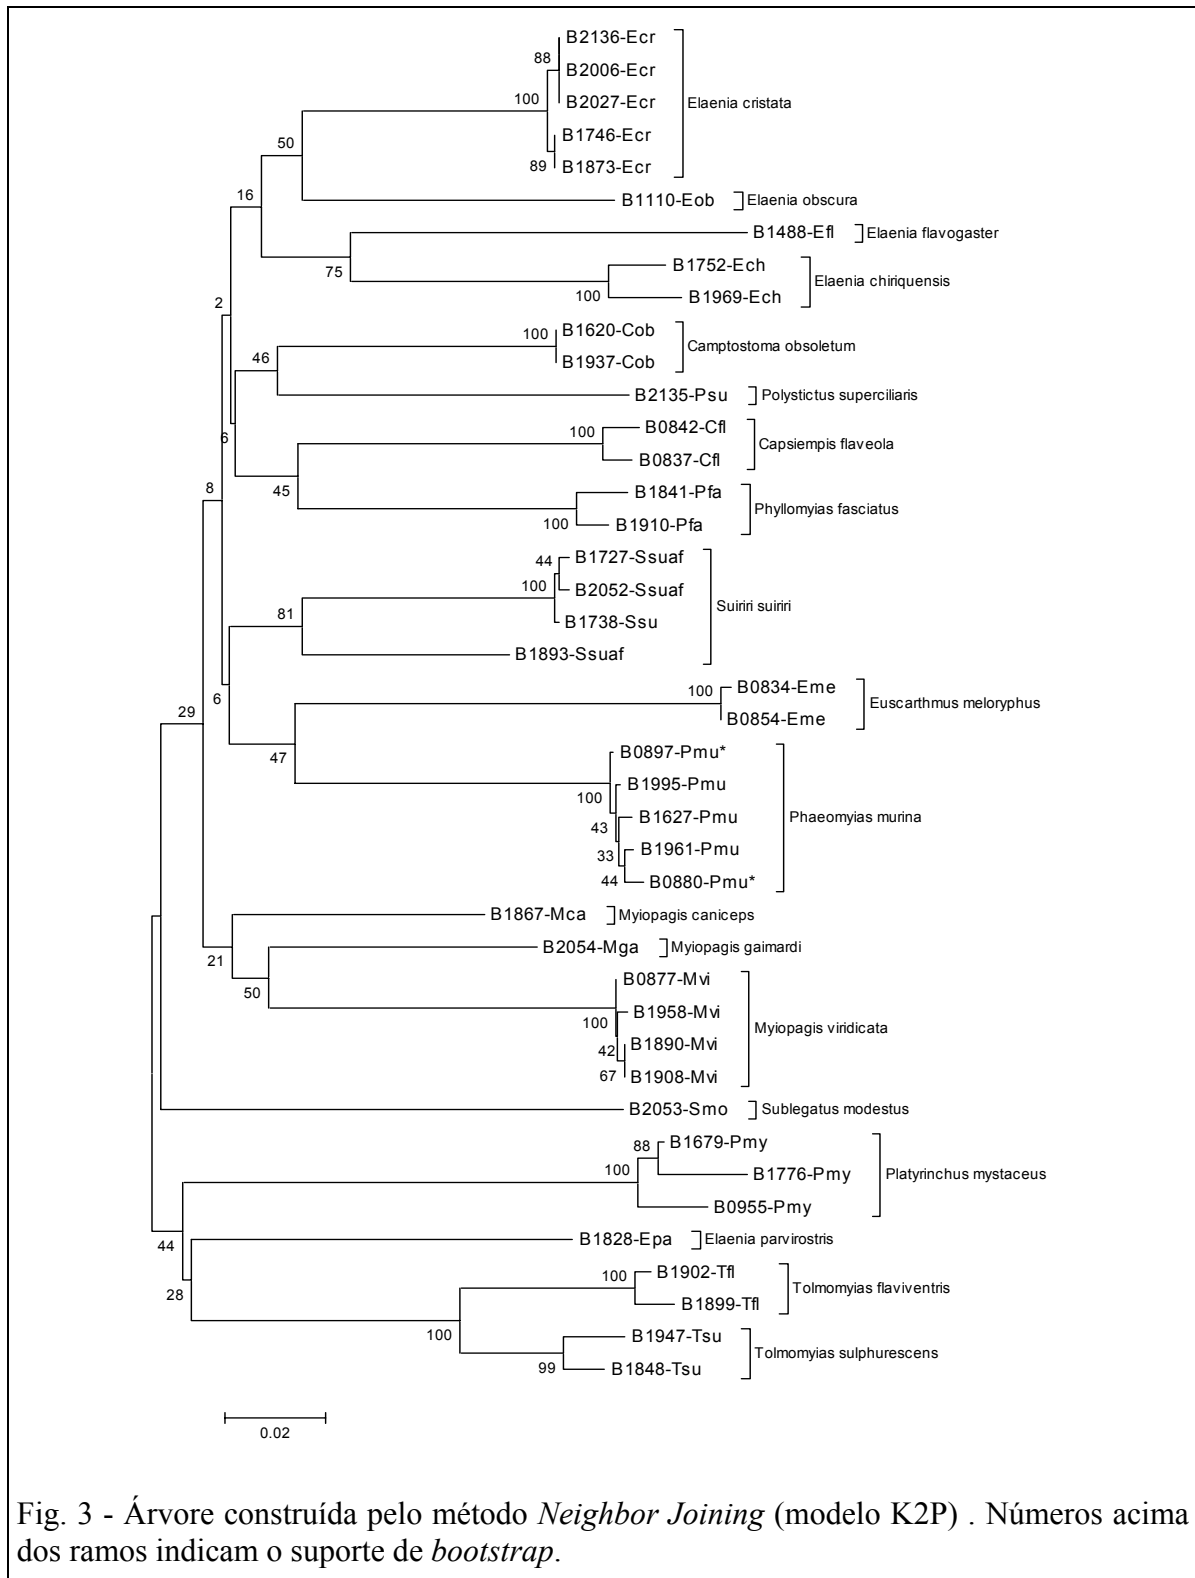 B2136-Ecr
88
B2006-Ecr
100
B2027-Ecr
Elaenia cristata
B1746-Ecr
50
89
B1873-Ecr
16
B1110-Eob
Elaenia obscura
B1488-Efl
Elaenia flavogaster
75
B1752-Ech
Elaenia chiriquensis
100
B1969-Ech
2
B1620-Cob
100
Camptostoma obsoletum
46
B1937-Cob
B2135-Psu
Polystictus superciliaris
6
B0842-Cfl
100
Capsiempis flaveola
B0837-Cfl
8
45
B1841-Pfa
Phyllomyias fasciatus
100
B1910-Pfa
B1727-Ssuaf
44
100
B2052-Ssuaf
Suiriri suiriri
81
B1738-Ssu
B1893-Ssuaf
6
B0834-Eme
100
Euscarthmus meloryphus
29
B0854-Eme
47
B0897-Pmu*
B1995-Pmu
100
B1627-Pmu
Phaeomyias murina
43
B1961-Pmu
33
B0880-Pmu*
44
B1867-Mca
Myiopagis caniceps
B2054-Mga
Myiopagis gaimardi
21
B0877-Mvi
50
B1958-Mvi
100
Myiopagis viridicata
B1890-Mvi
42
B1908-Mvi
67
B2053-Smo
Sublegatus modestus
B1679-Pmy
88
100
B1776-Pmy
Platyrinchus mystaceus
B0955-Pmy
44
B1828-Epa
Elaenia parvirostris
B1902-Tfl
100
Tolmomyias flaviventris
28
B1899-Tfl
100
B1947-Tsu
Tolmomyias sulphurescens
99
B1848-Tsu
0.02
Fig. 3 - Árvore construída pelo método Neighbor Joining (modelo K2P) . Números acima
dos ramos indicam o suporte de bootstrap.